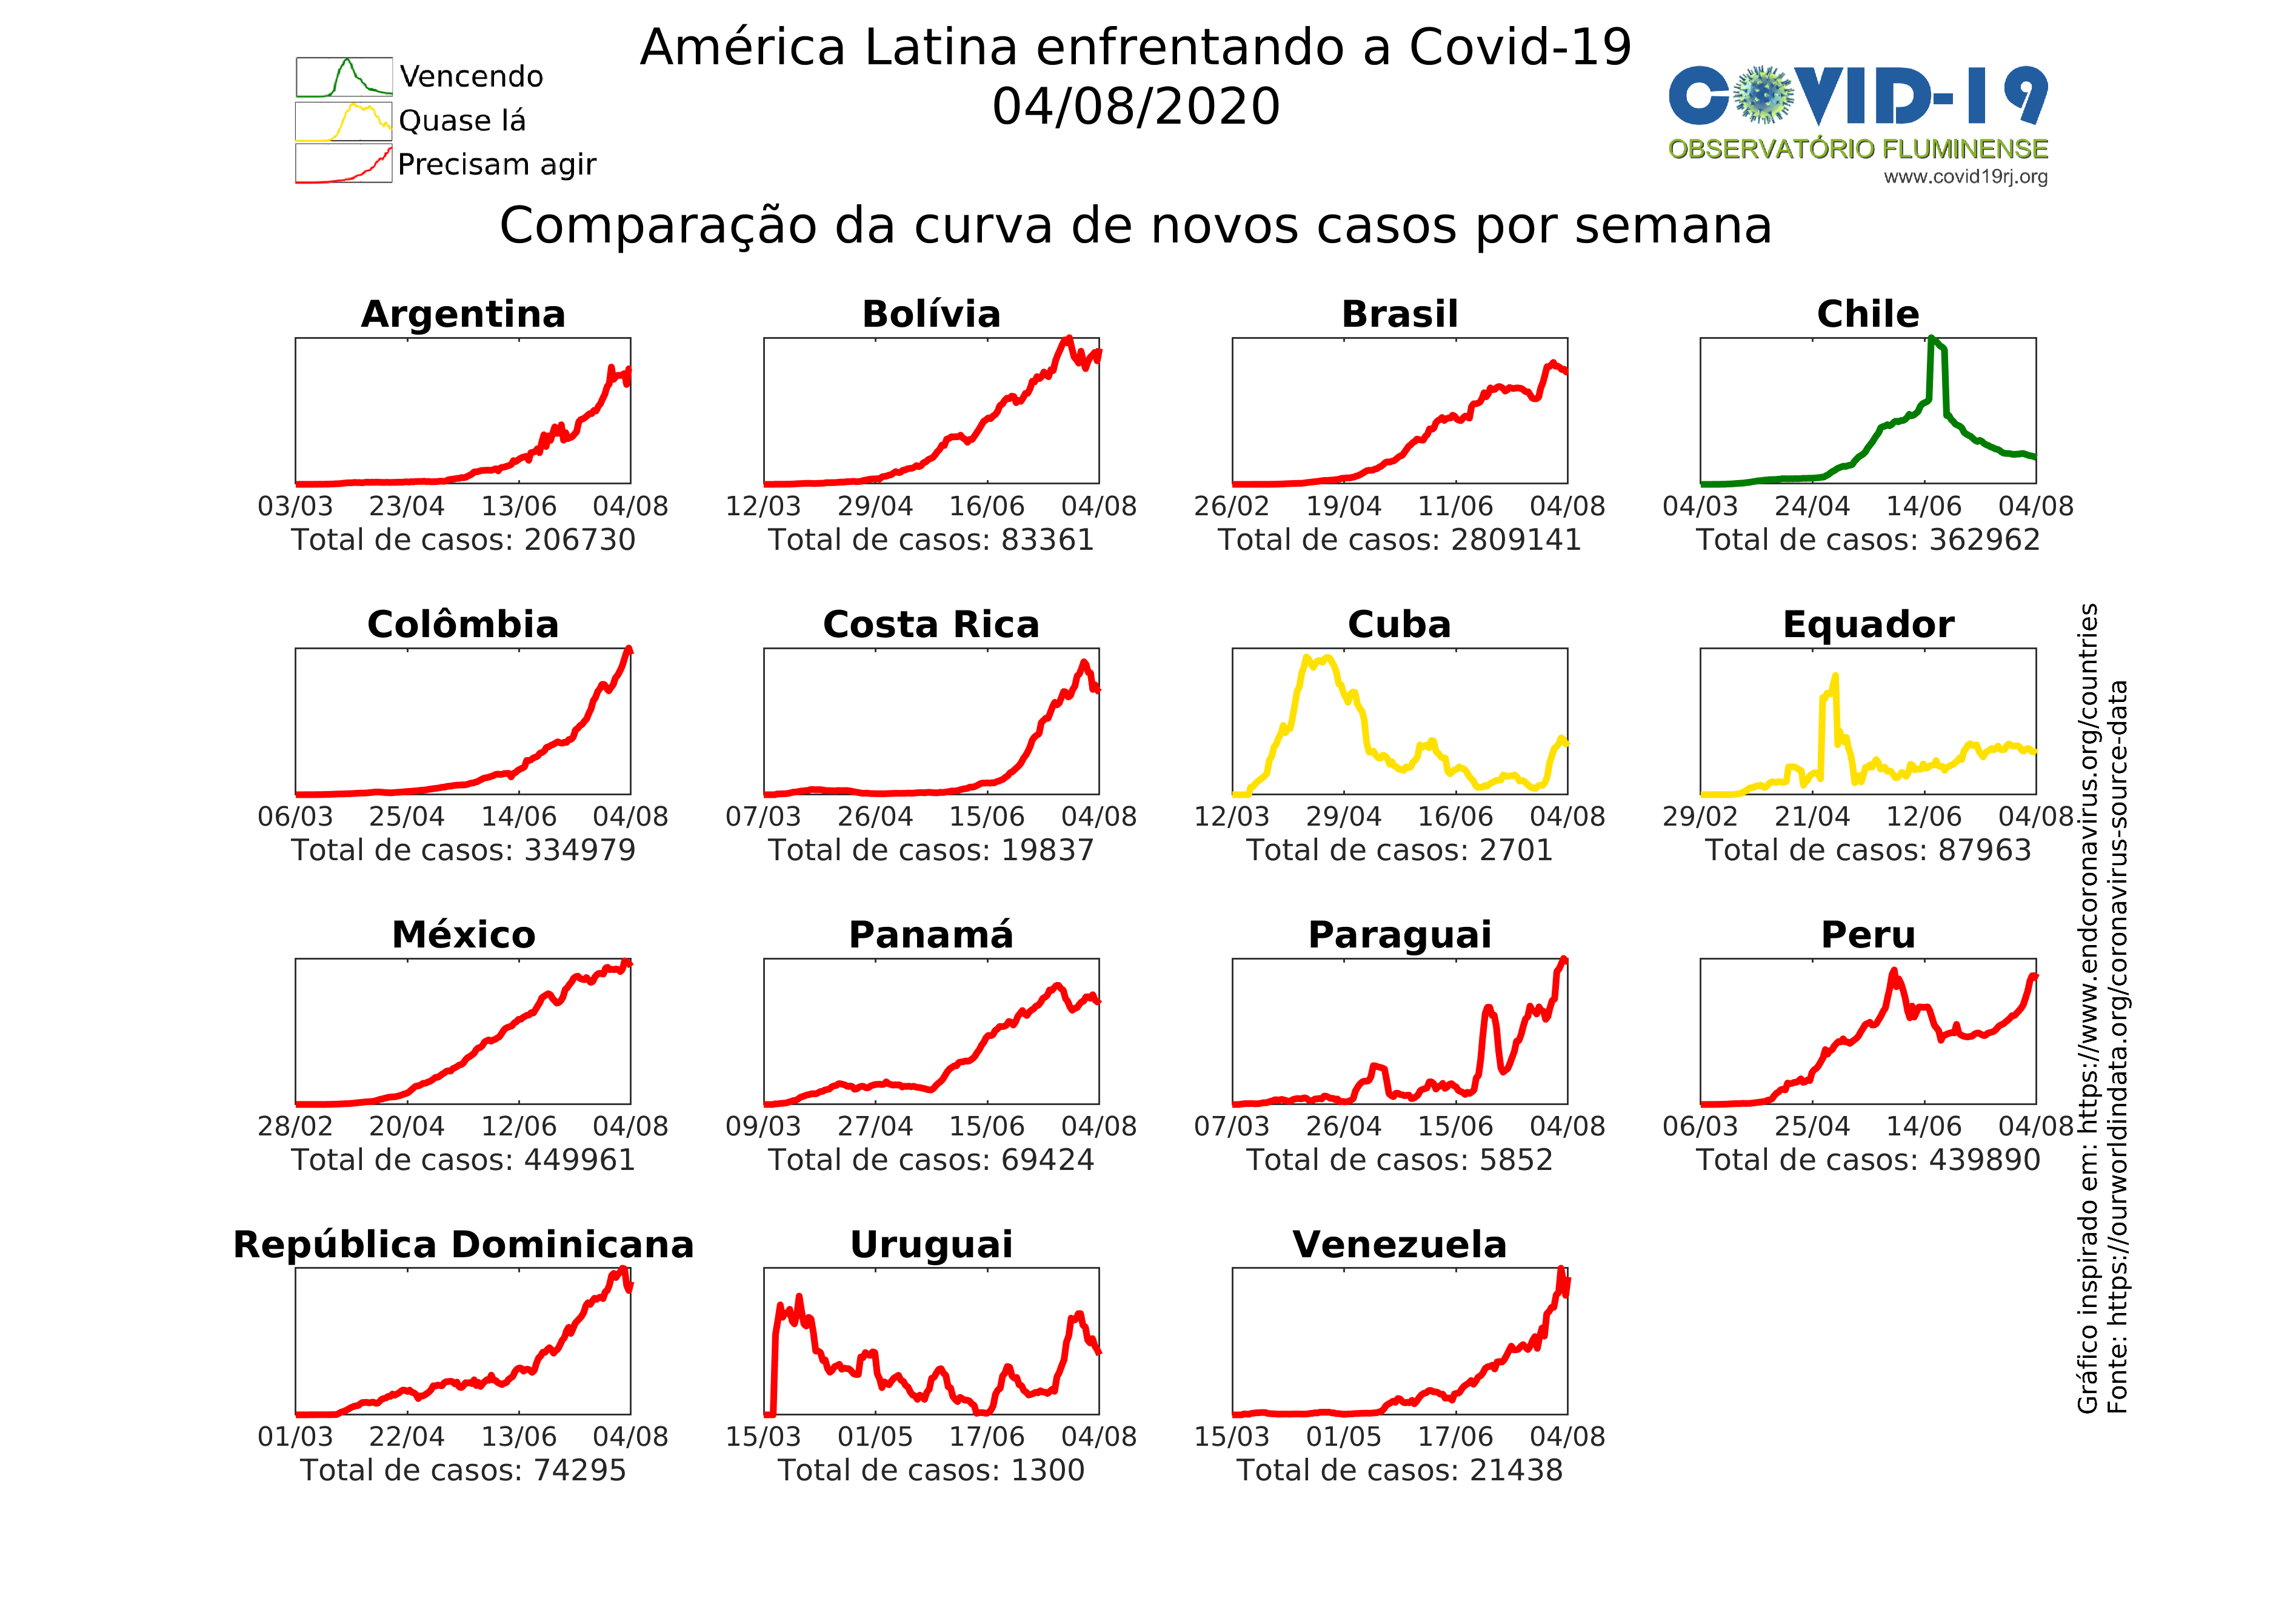 América Latina enfrentando a Covid-19
04/08/2020
Vencendo
Quase lá
Precisam agir
COVID-19
OBSERVATÓRIO FLUMINENSE
www.covid19rj.org
Comparação da curva de novos casos por semana
Argentina
03/03 23/04 13/06 04/08
Total de casos: 206730
Bolívia
12/03 29/04 16/06 04/08
Total de casos: 83361
Brasil
26/02 19/04 11/06 04/08
Total de casos: 2809141
Chile
04/03 24/04 14/06 04/08
Total de casos: 362962
Colômbia
06/03 25/04 14/06 04/08
Total de casos: 334979
Costa Rica
07/03 26/04 15/06 04/08
Total de casos: 19837
Cuba
12/03 29/04 16/06 04/08
Total de casos: 2701
Equador
29/02 21/04 12/06 04/08
Total de casos: 87963
México
28/02 20/04 12/06 04/08
Total de casos: 449961
Panamá
09/03 27/04 15/06 04/08
Total de casos: 69424
Paraguai
07/03 26/04 15/06 04/08
Total de casos: 5852
Peru
06/03 25/04 14/06 04/08
Total de casos: 439890
República Dominicana
01/03 22/04 13/06 04/08
Total de casos: 74295
Uruguai
15/03 01/05 17/06 04/08
Total de casos: 1300
Venezuela
15/03 01/05 17/06 04/08
Total de casos: 21438
Gráfico inspirado em: https://www.endcoronavirus.org/countries
Fonte: https://ourworldindata.org/coronavirus-source-data